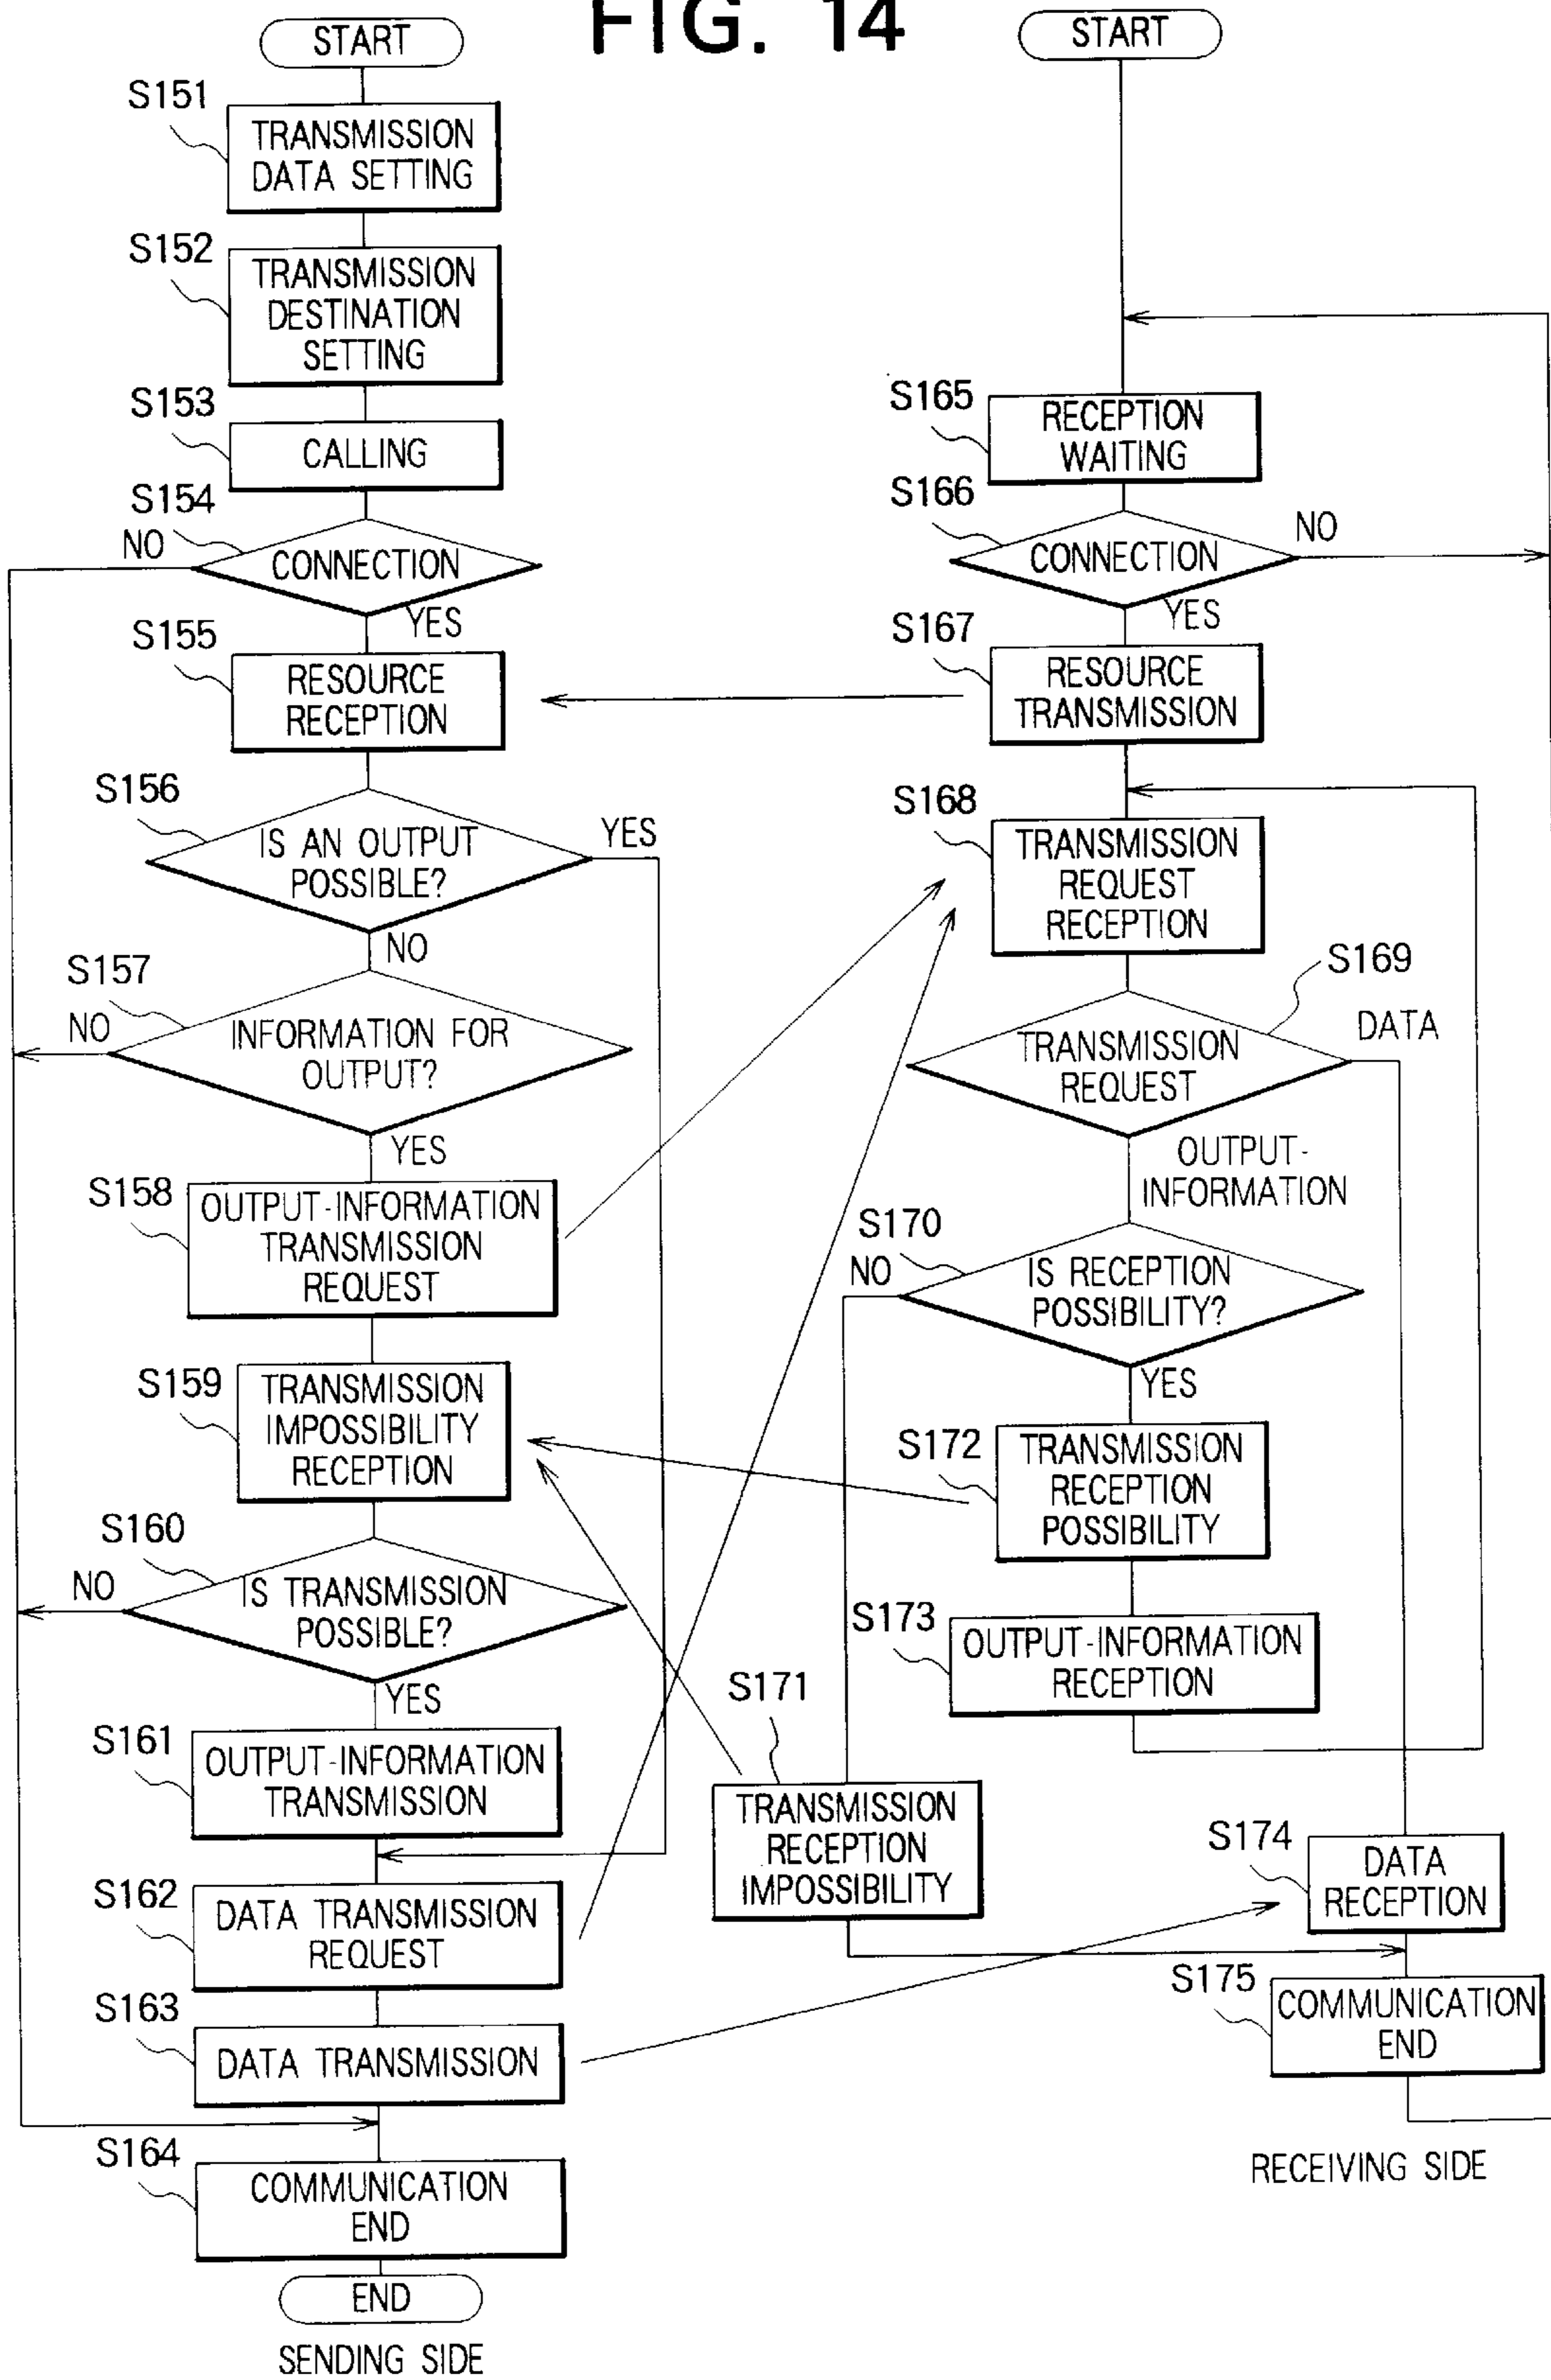 FIG. 14
START
S151
TRANSMISSION
DATA SETTING
S152
TRANSMISSION
DESTINATION
SETTING
S153
CALLING
S154
NO
CONNECTION
YES
S155
RESOURCE
RECEPTION
S156
IS AN OUTPUT
POSSIBLE?
YES
NO
S157
NO
INFORMATION FOR
OUTPUT?
YES
S158
OUTPUT-INFORMATION
TRANSMISSION
REQUEST
S159
TRANSMISSION
IMPOSSIBILITY
RECEPTION
S160
NO
IS TRANSMISSION
POSSIBLE?
YES
S161
OUTPUT-INFORMATION
TRANSMISSION
S162
DATA TRANSMISSION
REQUEST
S163
DATA TRANSMISSION
S164
COMMUNICATION
END
END
SENDING SIDE
START
S165
RECEPTION
WAITING
S166
NO
CONNECTION
YES
S167
RESOURCE
TRANSMISSION
S168
TRANSMISSION
REQUEST
RECEPTION
S169
DATA
TRANSMISSION
REQUEST
OUTPUT-
INFORMATION
S170
NO
IS RECEPTION
POSSIBILITY?
YES
S172
TRANSMISSION
RECEPTION
POSSIBILITY
S173
OUTPUT-INFORMATION
RECEPTION
S171
TRANSMISSION
RECEPTION
IMPOSSIBILITY
S174
DATA
RECEPTION
S175
COMMUNICATION
END
RECEIVING SIDE